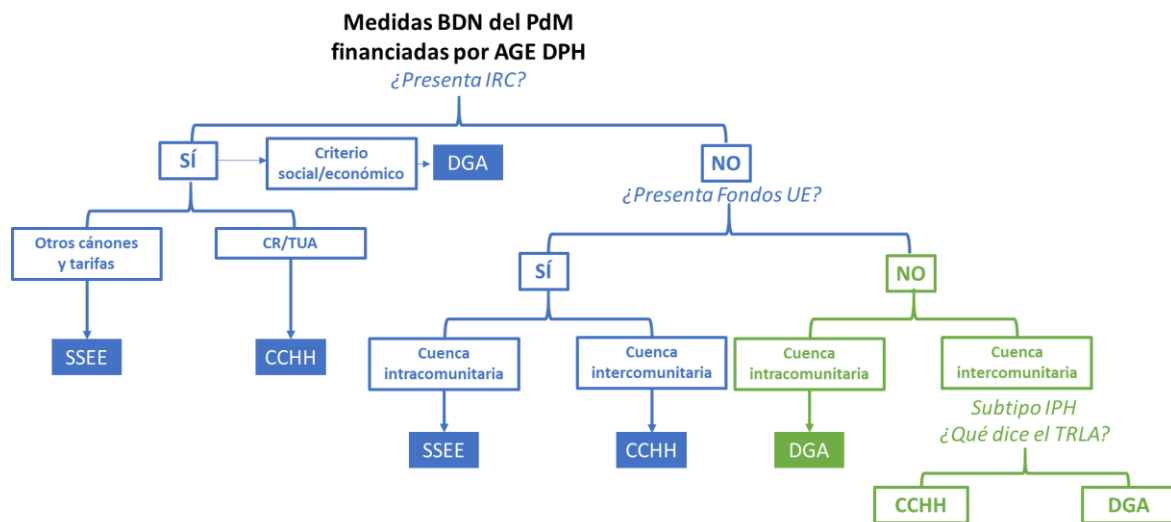 Medidas BDN del PdM
financiadas por AGE DPH
¿Presenta IRC?
SÍ
Criterio
social/económico
DGA
NO
¿Presenta Fondos UE?
Otros cánones
y tarifas
CR/TUA
SÍ
NO
SSEE
CCHH
Cuenca
intracomunitaria
Cuenca
intercomunitaria
Cuenca
intracomunitaria
Cuenca
intercomunitaria
SSEE
CCHH
DGA
Subtipo IPH
¿Qué dice el TRLA?
CCHH
DGA